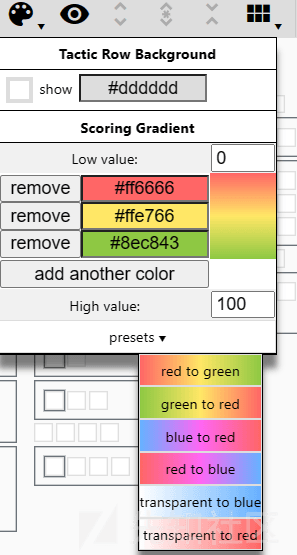 Tactic Row Background
show #dddddd
Scoring Gradient
Low value: 0
remove #ff6666
remove #ffe766
remove #8ec843
add another color
High value: 100
presets
red to green
green to red
blue to red
red to blue
transparent to blue
transparent to red